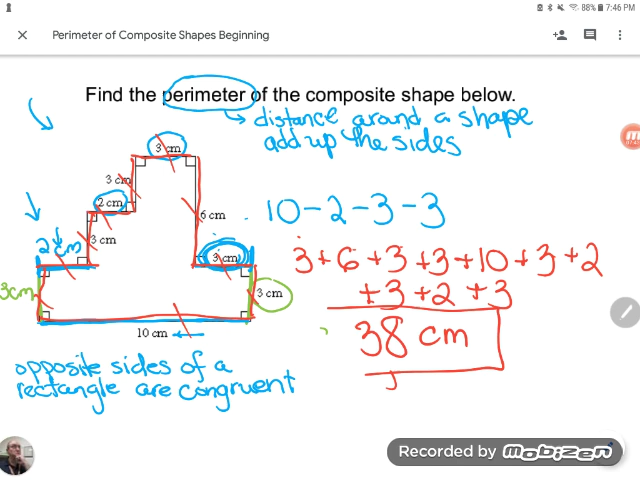 88% 7:46 PM
Perimeter of Composite Shapes Beginning
Find the perimeter of the composite shape below.
distance around a shape
add up the sides
3 cm
3 cm
2 cm
6 cm
10-2-3-3
2 cm
3 cm
3 cm
3+6+3+3+10+3+2
+3+2+3
3cm
3 cm
10 cm
38 cm
opposite sides of a
rectangle are congruent
Recorded by mobizen